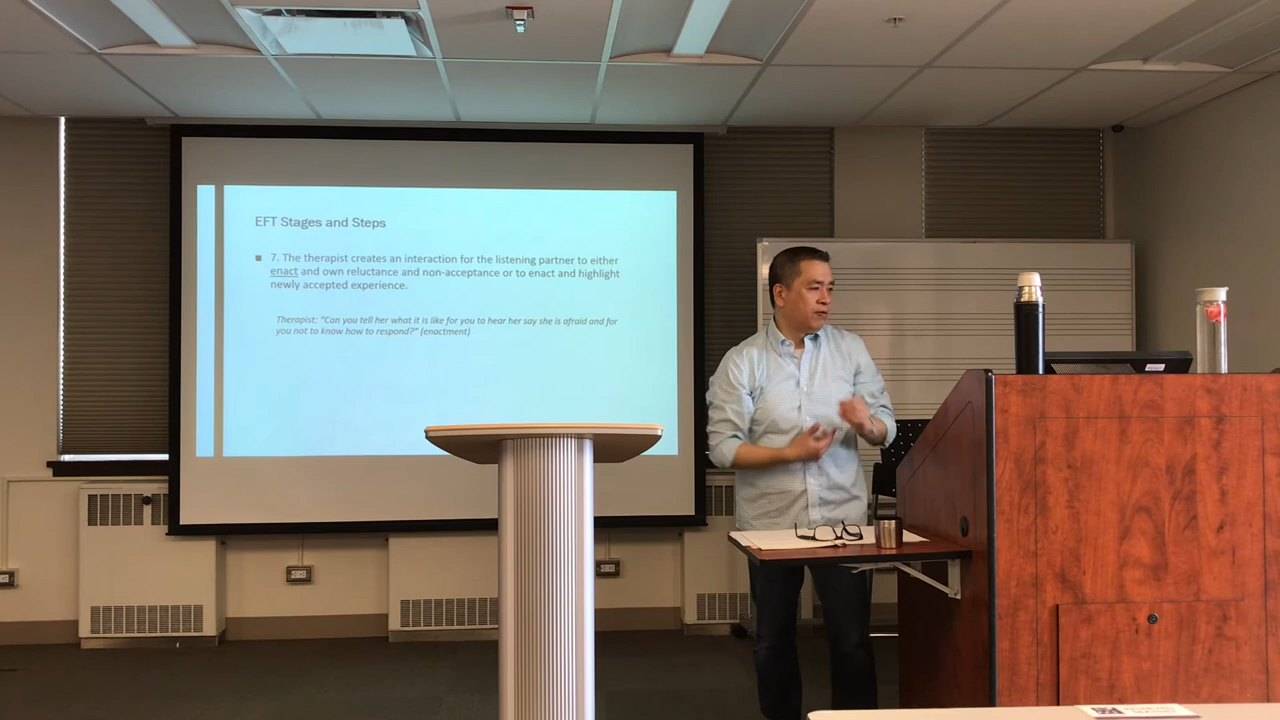 EFT Stages and Steps
7. The therapist creates an interaction for the listening partner to either
enact and own reluctance and non-acceptance or to enact and highlight
newly accepted experience.
Therapist: "Can you tell her what it is like for you to hear her say she is afraid and for
you not to know how to respond?" (enactment)